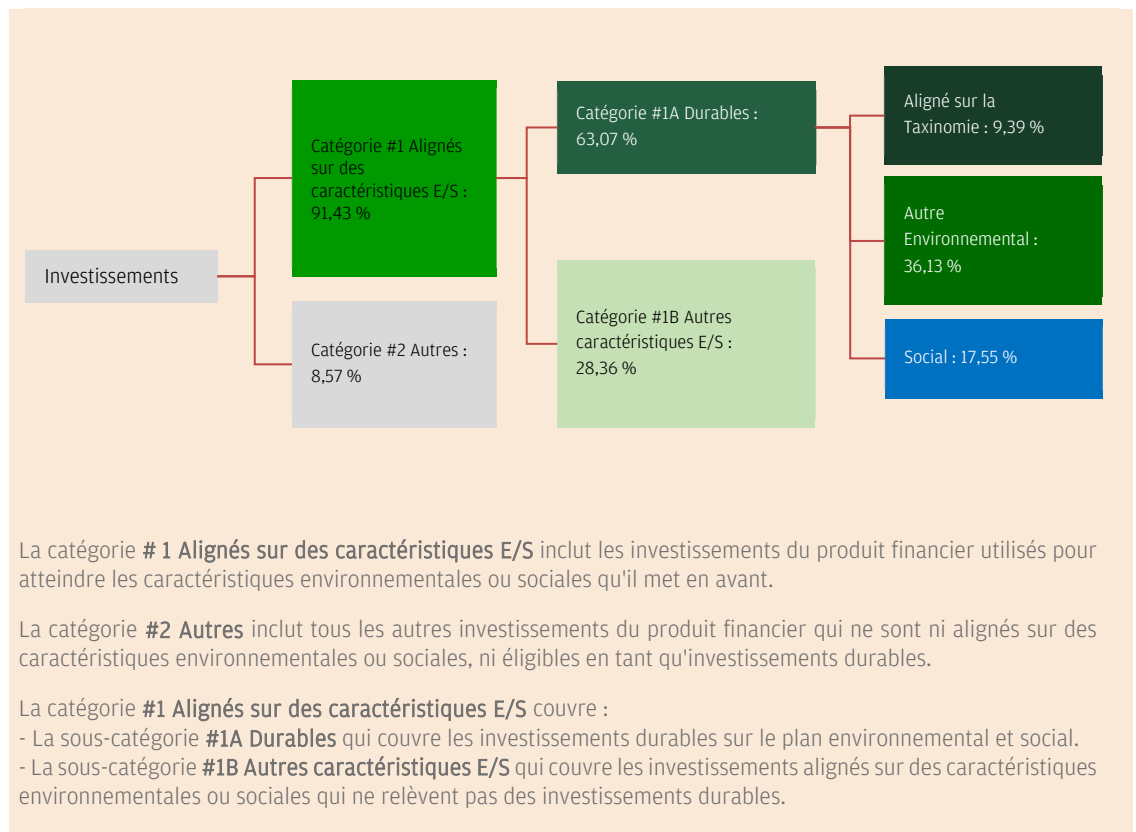 Investissements
Catégorie #1 Alignés
sur des
caractéristiques E/S :
91,43 %
Catégorie #2 Autres :
8,57 %
Catégorie #1A Durables :
63,07 %
Catégorie #1B Autres
caractéristiques E/S :
28,36 %
Aligné sur la
Taxinomie : 9,39 %
Autre
Environnemental :
36,13 %
Social : 17,55 %
La catégorie # 1 Alignés sur des caractéristiques E/S inclut les investissements du produit financier utilisés pour
atteindre les caractéristiques environnementales ou sociales qu'il met en avant.
La catégorie #2 Autres inclut tous les autres investissements du produit financier qui ne sont ni alignés sur des
caractéristiques environnementales ou sociales, ni éligibles en tant qu'investissements durables.
La catégorie #1 Alignés sur des caractéristiques E/S couvre :
- La sous-catégorie #1A Durables qui couvre les investissements durables sur le plan environnemental et social.
- La sous-catégorie #1B Autres caractéristiques E/S qui couvre les investissements alignés sur des caractéristiques
environnementales ou sociales qui ne relèvent pas des investissements durables.